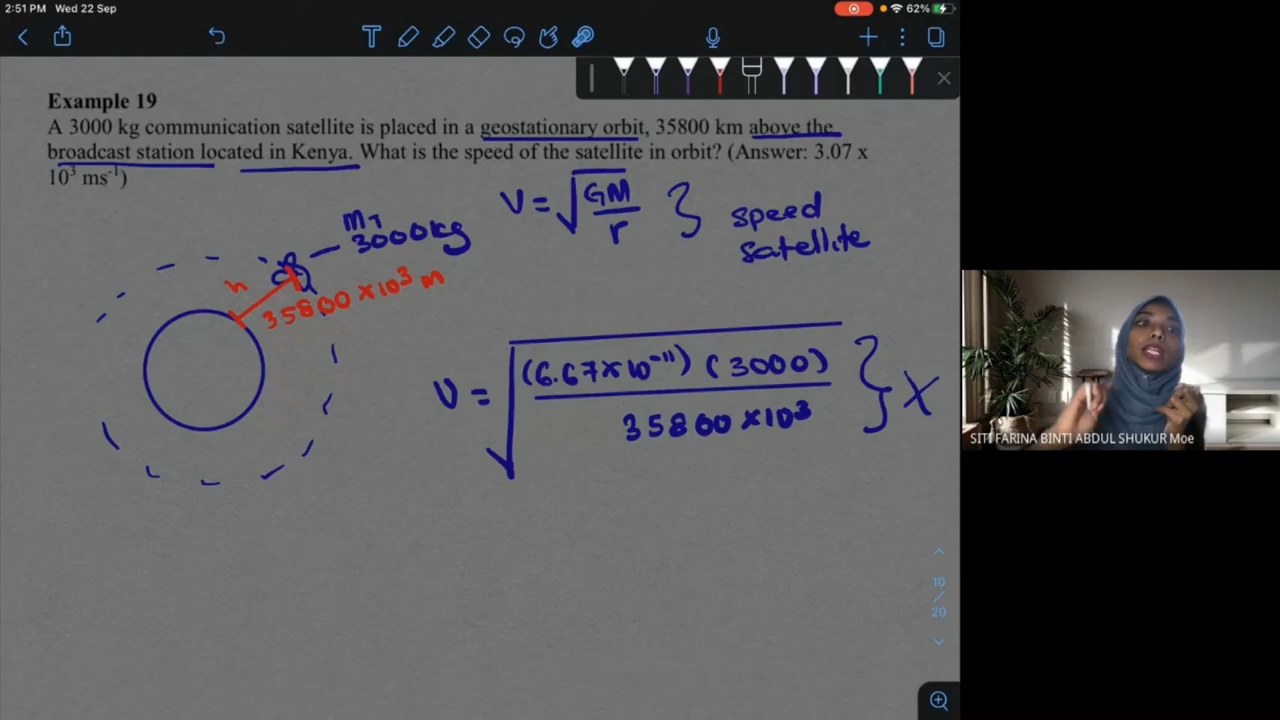 2:51 PM Wed 22 Sep
62%
Example 19
A 3000 kg communication satellite is placed in a geostationary orbit, 35800 km above the
broadcast station located in Kenya. What is the speed of the satellite in orbit? (Answer: 3.07 x
10³ ms⁻¹)
V = √GM/r } speed
satellite
3000kg
h
35800 × 10³ m
V = √(6.67 × 10⁻¹¹) (3000) } X
35800 × 10³
SITI FARINA BINTI ABDUL SHUKUR Moe
10
/
20